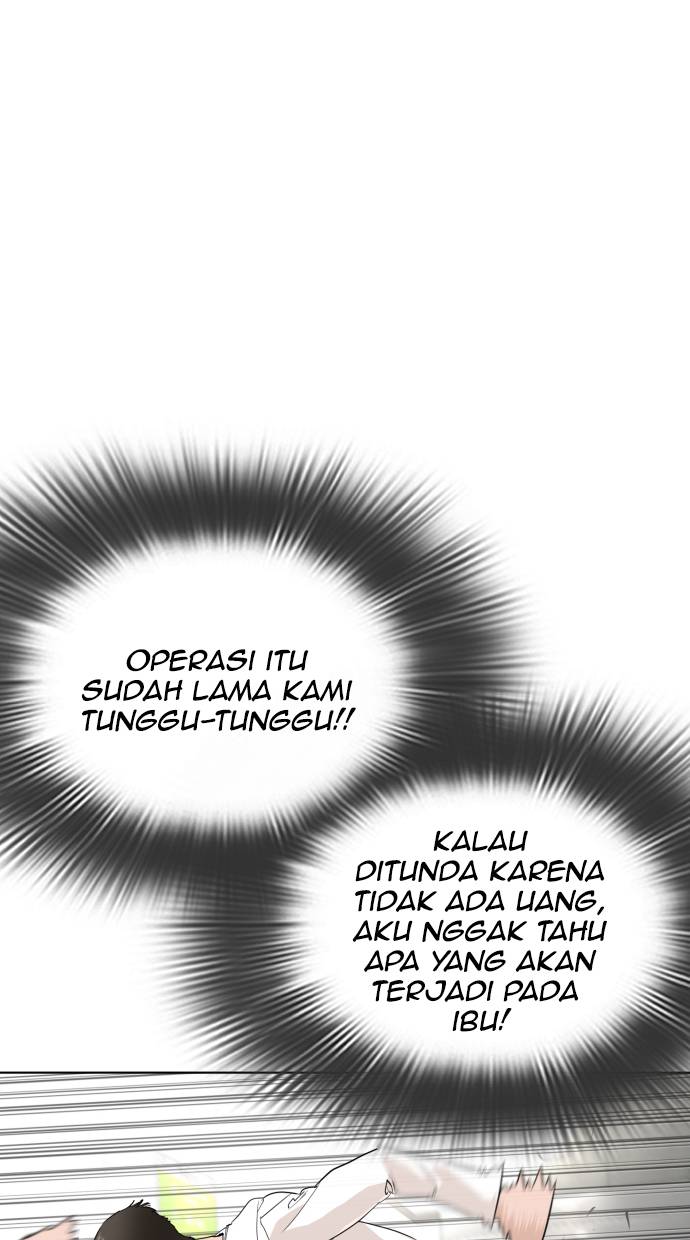 OPERASI ITU
SUDAH LAMA KAMI
TUNGGU-TUNGGU!!
KALAU
DITUNDA KARENA
TIDAK ADA UANG,
AKU NGGAK TAHU
APA YANG AKAN
TERJADI PADA
IBU!